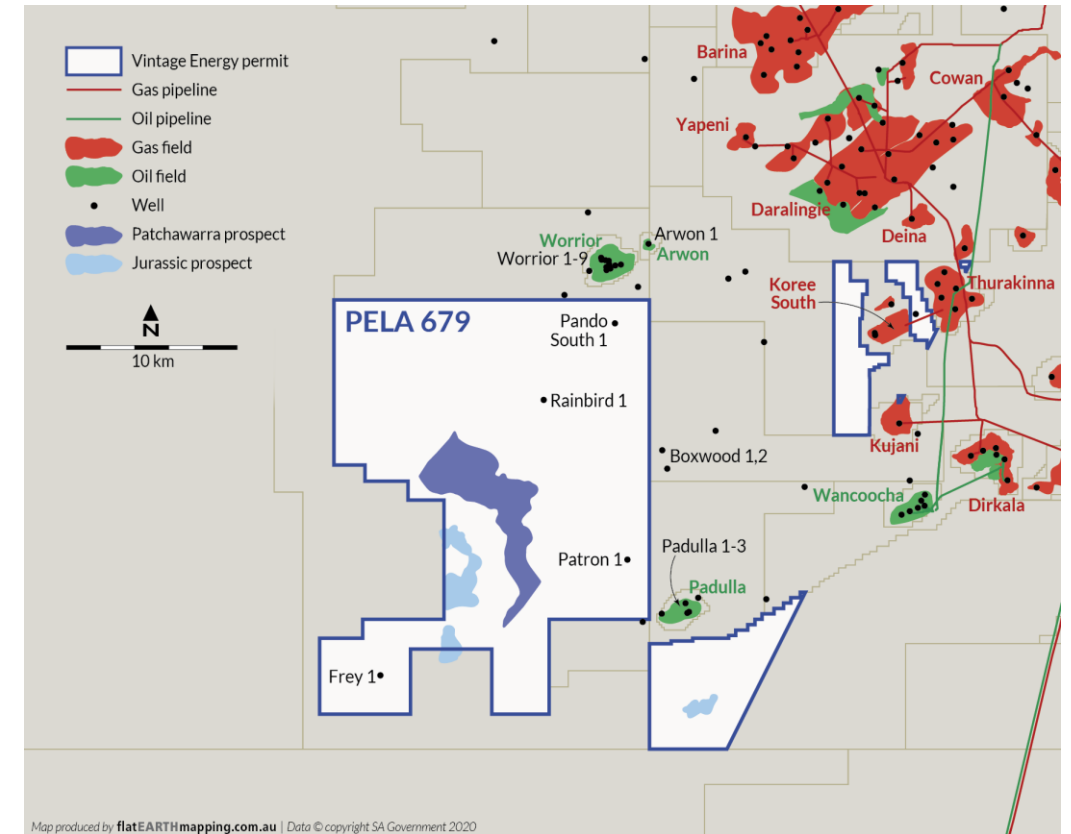 Vintage Energy permit
Gas pipeline
Oil pipeline
Gas field
Oil field
Well
Patchawarra prospect
Jurassic prospect
N
10 km
Barina
Cowan
Yapeni
Daralingie
Deina
Worrior
Worrior 1-9
Arwon 1
Arwon
Koree
South
Thurakinna
PELA 679
Pando
South 1
Rainbird 1
Kujani
Boxwood 1,2
Wancoocha
Dirkala
Padulla 1-3
Patron 1
Padulla
Frey 1
Map produced by flatEARTHmapping.com.au | Data © copyright SA Government 2020